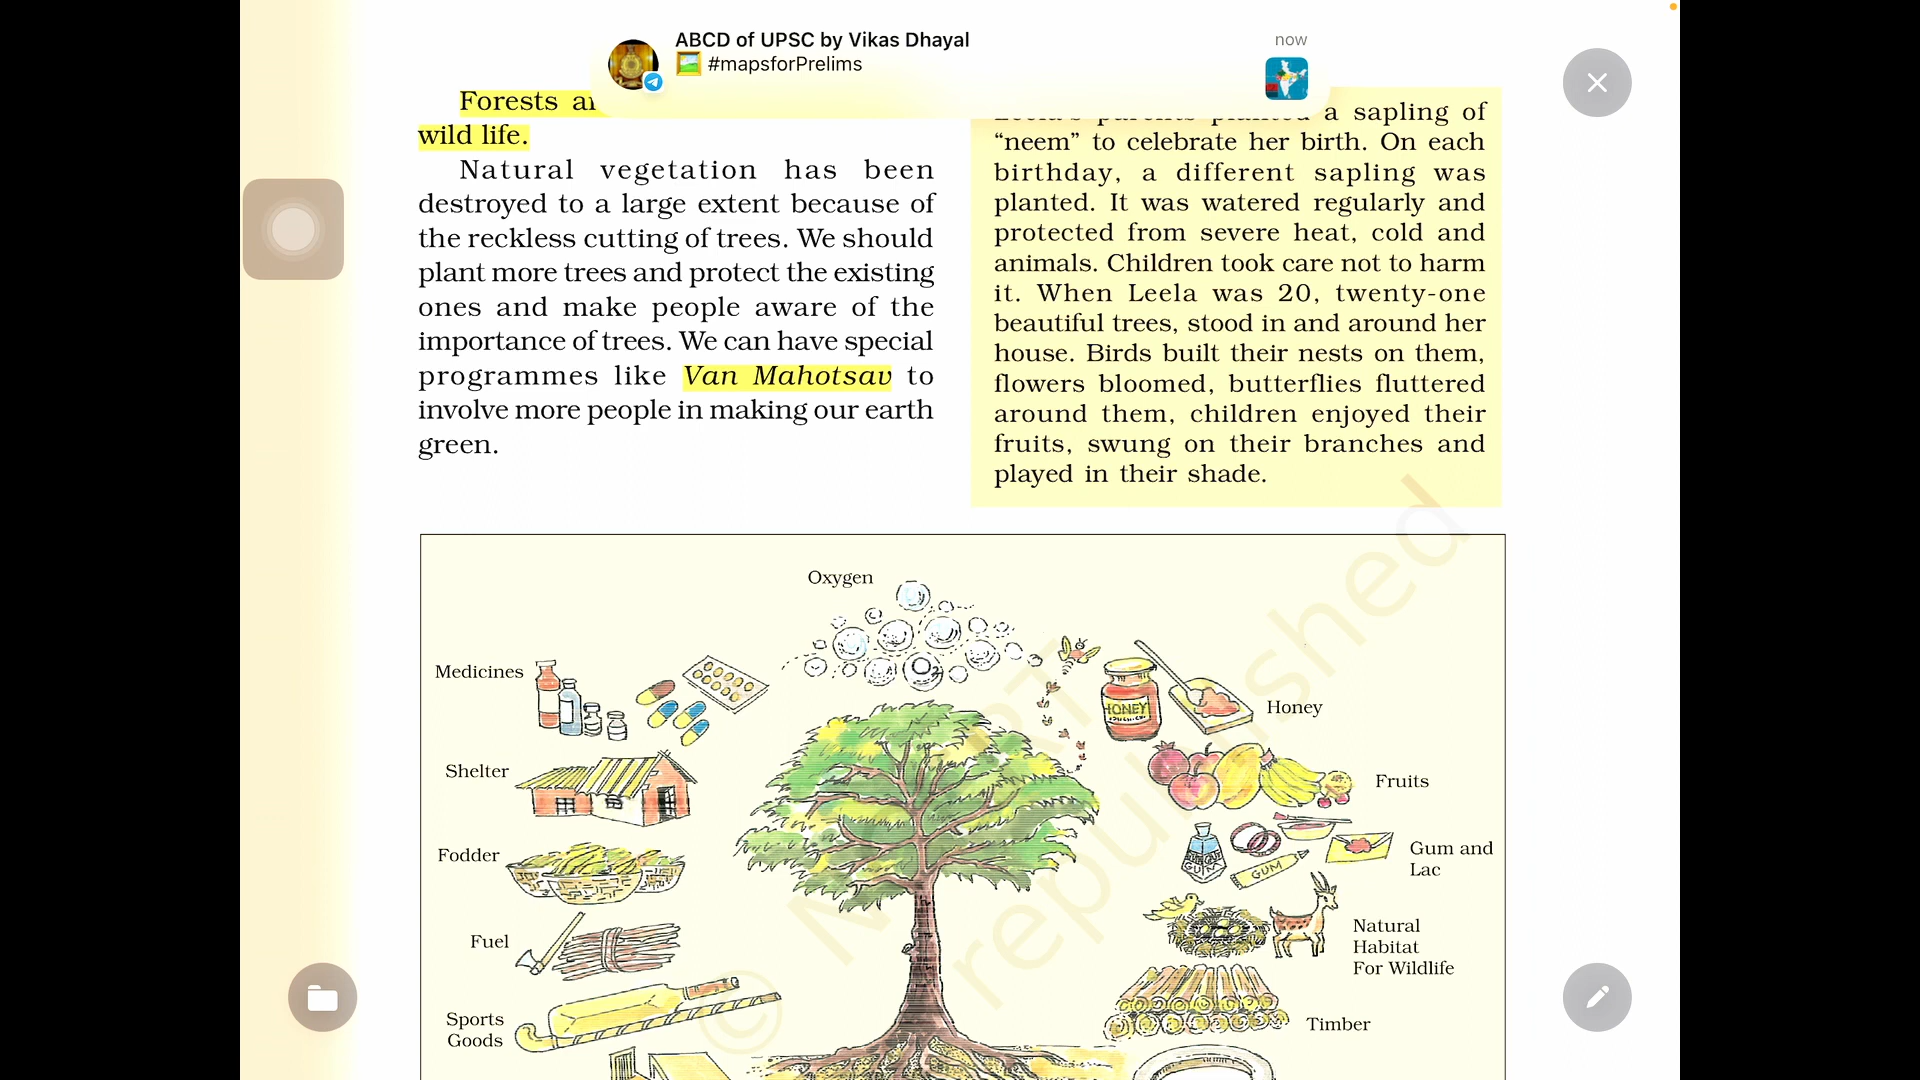 ABCD of UPSC by Vikas Dhayal
now
#mapsforPrelims
Forests
wild life.
Natural vegetation has been
destroyed to a large extent because of
the reckless cutting of trees. We should
plant more trees and protect the existing
ones and make people aware of the
importance of trees. We can have special
programmes like Van Mahotsav to
involve more people in making our earth
green.
Leela's parents planted a sapling of
“neem” to celebrate her birth. On each
birthday, a different sapling was
planted. It was watered regularly and
protected from severe heat, cold and
animals. Children took care not to harm
it. When Leela was 20, twenty-one
beautiful trees, stood in and around her
house. Birds built their nests on them,
flowers bloomed, butterflies fluttered
around them, children enjoyed their
fruits, swung on their branches and
played in their shade.
Oxygen
Medicines
HONEY
Honey
Shelter
Fruits
Fodder
GUM
GUM
Gum and
Lac
Fuel
Natural
Habitat
For Wildlife
Sports
Goods
Timber
©
republished